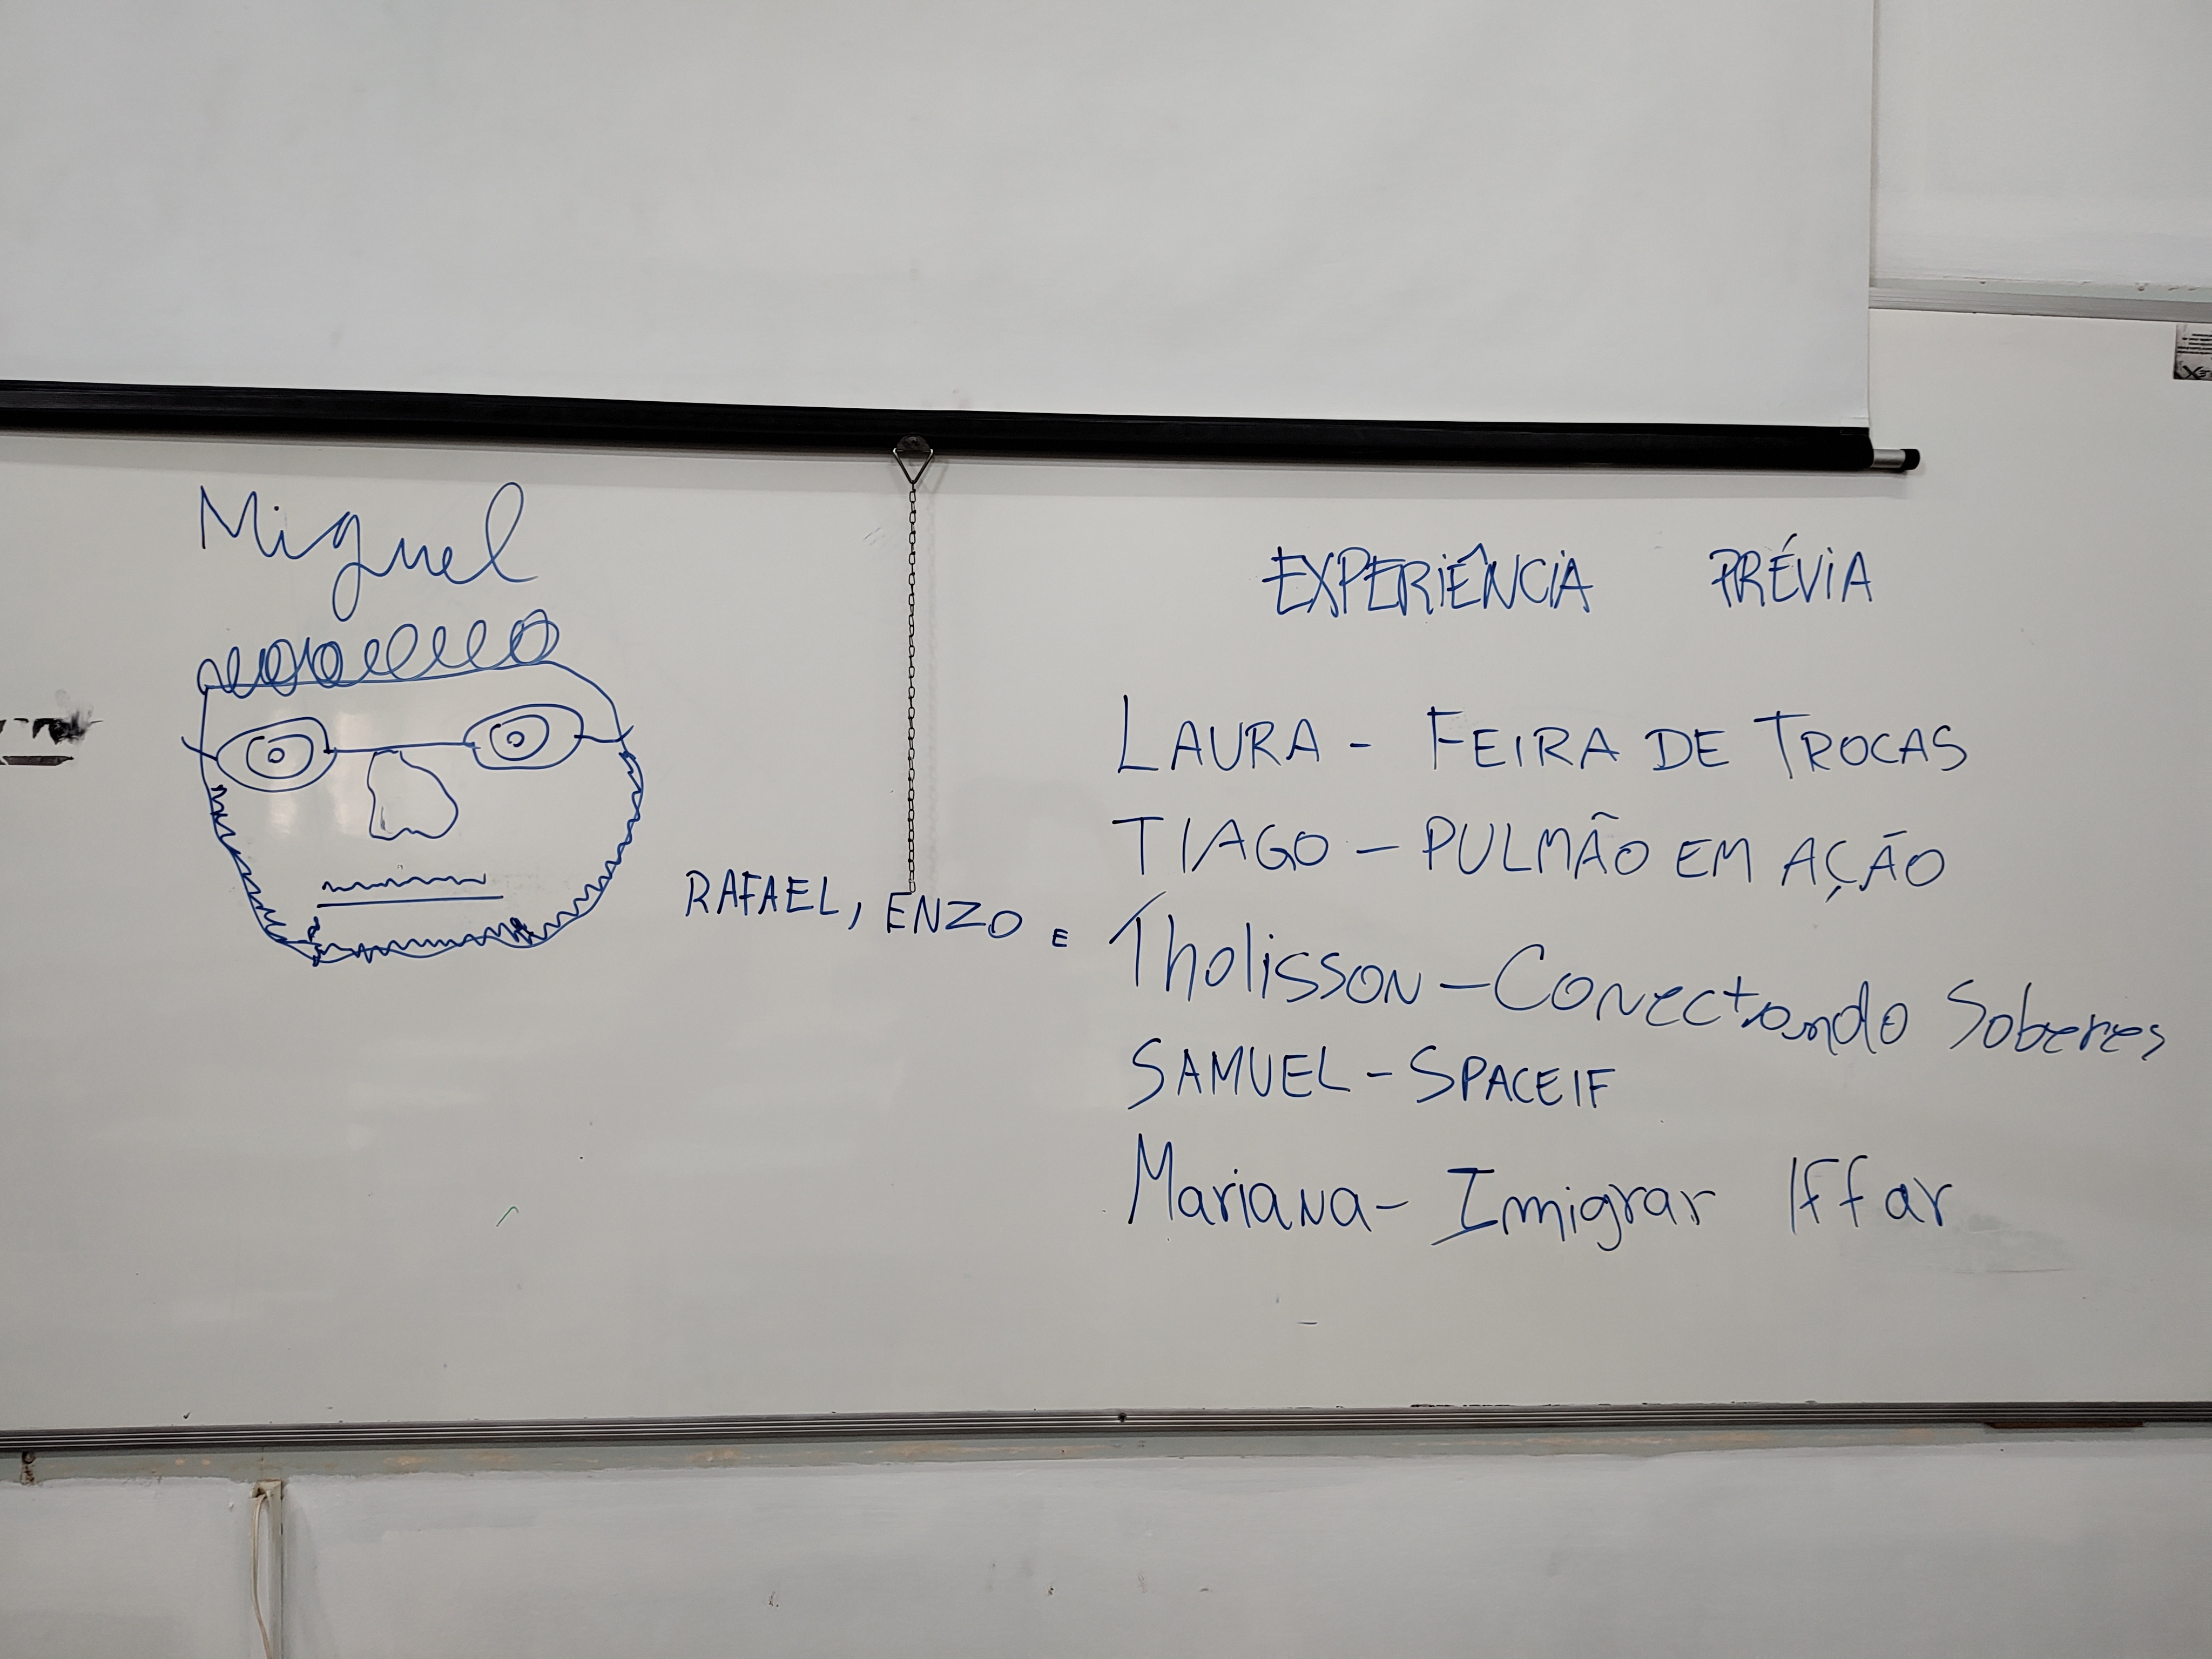 Miguel
EXPERIÊNCIA PRÉVIA
LAURA - FEIRA DE TROCAS
TIAGO - PULMÃO EM AÇÃO
RAFAEL, ENZO E Tholisson - Conectando Saberes
SAMUEL - SPACEIF
Mariana - Imigrar IFFar